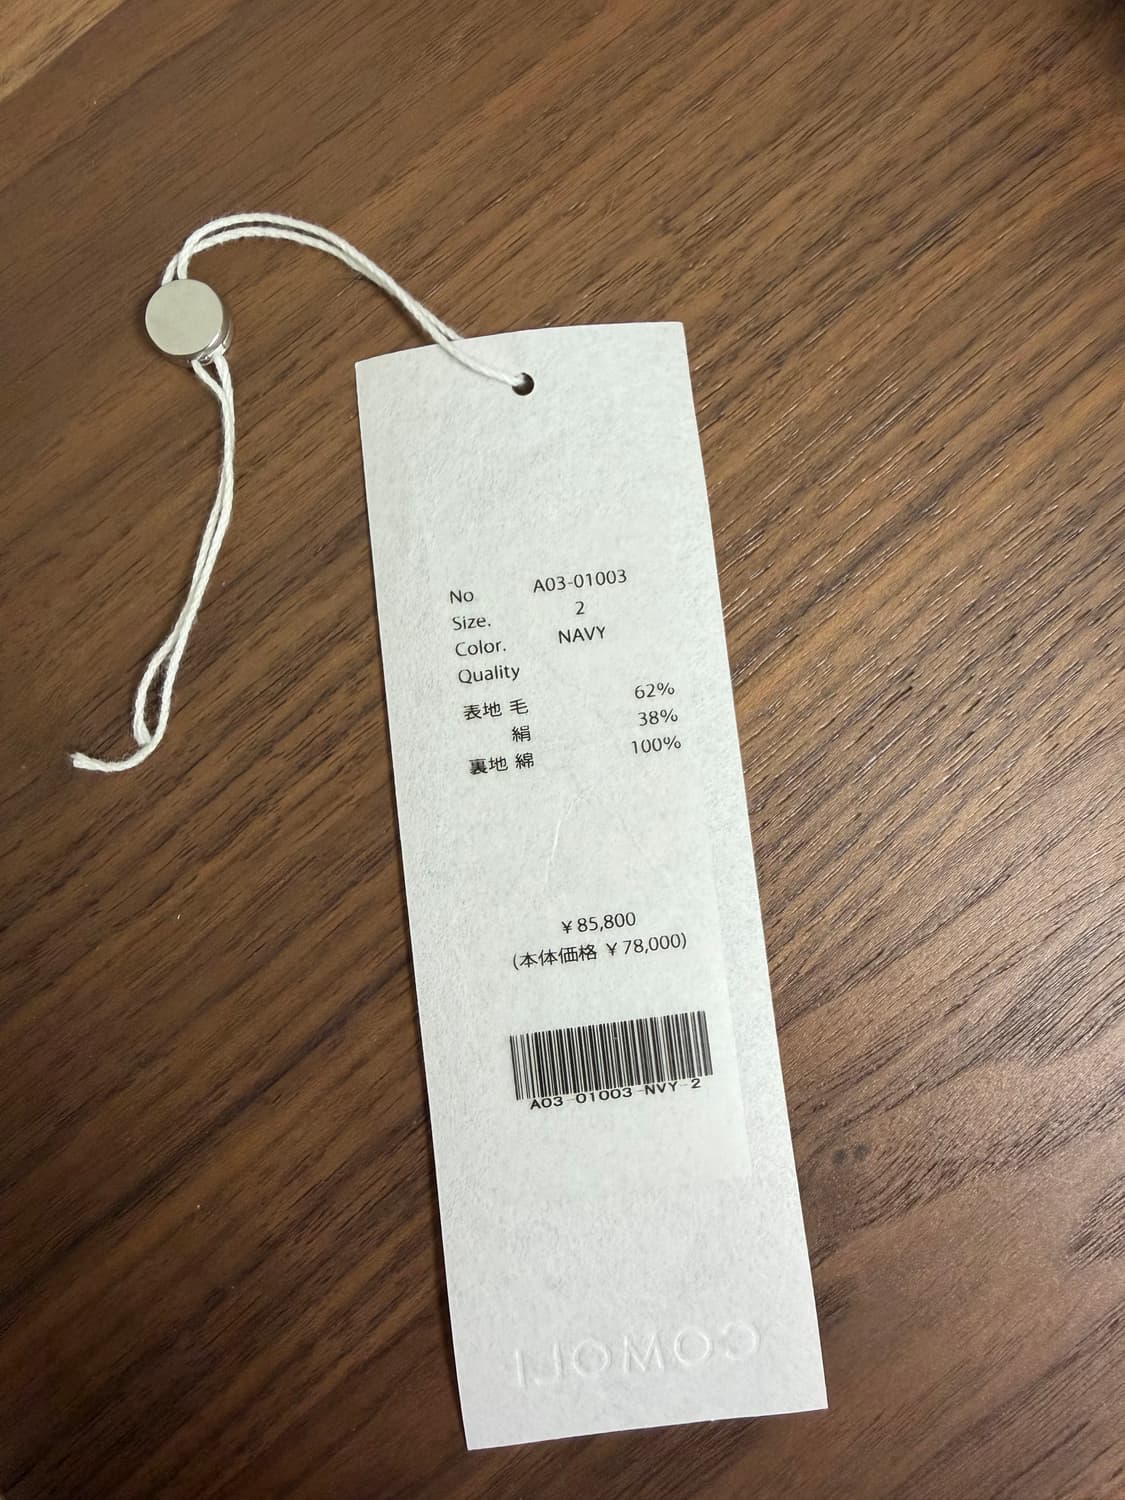 No A03-01003
Size. 2
Color. NAVY
Quality
表地 毛 62%
絹 38%
裏地 綿 100%
¥85,800
(本体価格 ¥78,000)
A03-01003-NVY-2
COMOLI